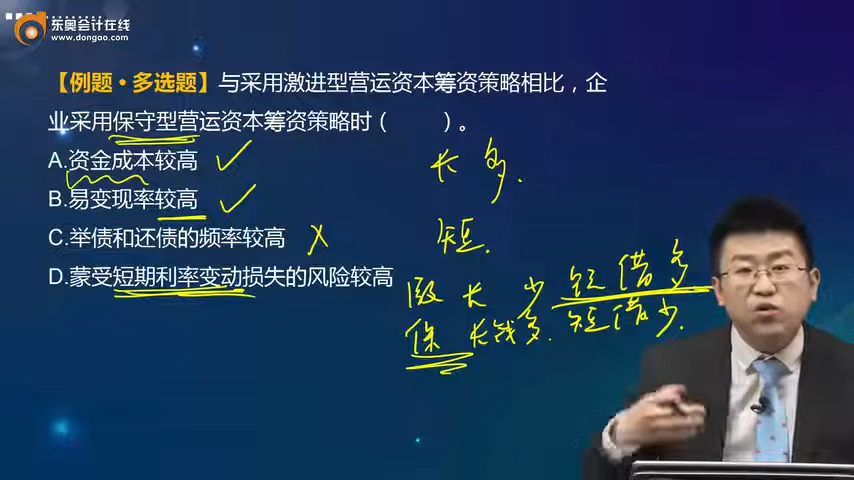 东奥会计在线
www.dongao.com
【例题·多选题】与采用激进型营运资本筹资策略相比，企
业采用保守型营运资本筹资策略时（　　）。
A.资金成本较高 ✓
B.易变现率较高 ✓
C.举债和还债的频率较高 ╳
D.蒙受短期利率变动损失的风险较高
长 多.
短.
长 少 短借多
保 长钱多. 短借少.